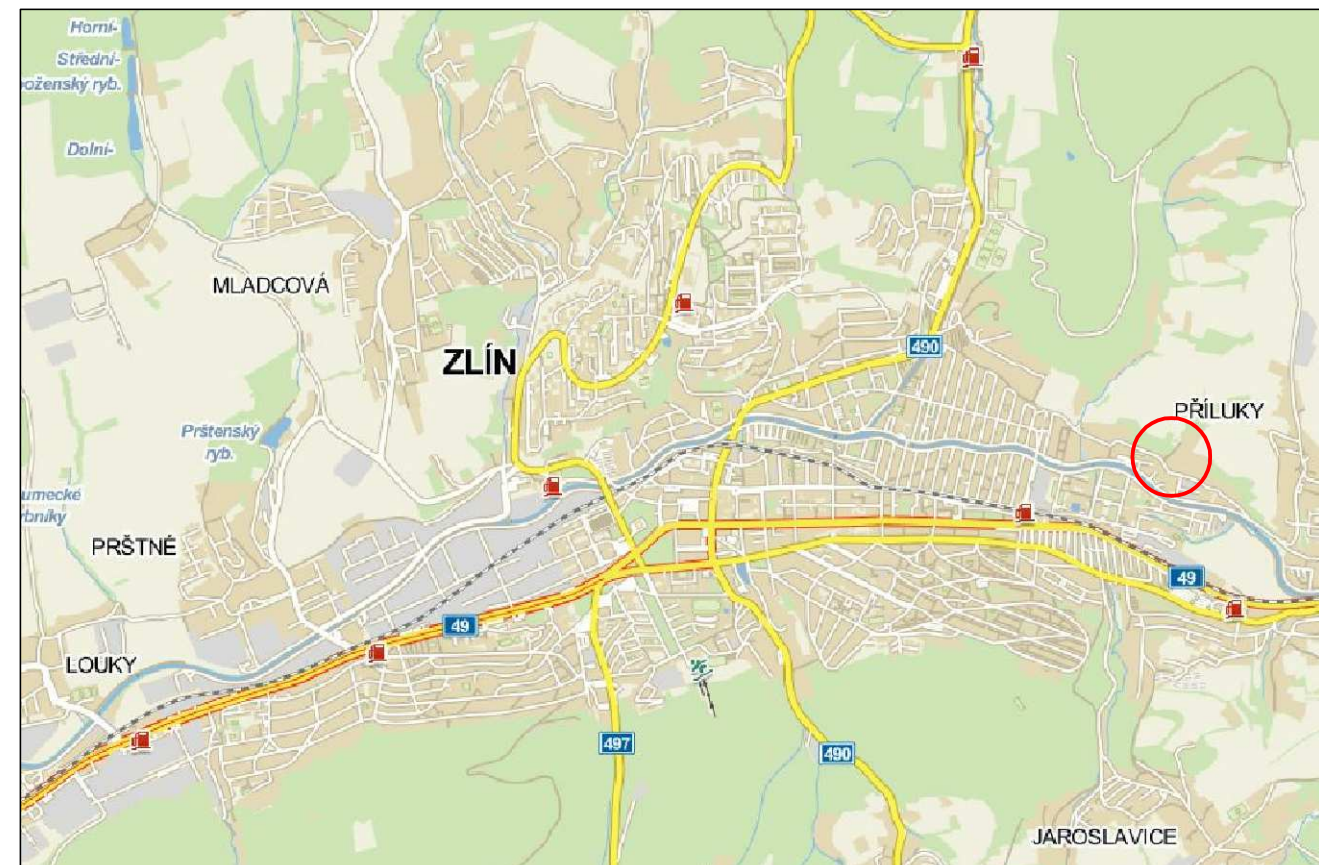 Horní-
Střední-
oženský ryb.
Dolní-
MLADCOVÁ
ZLÍN
490
PŘÍLUKY
Prštenský
ryb.
umecké
rbníky
PRŠTNÉ
49
49
LOUKY
497
490
JAROSLAVICE